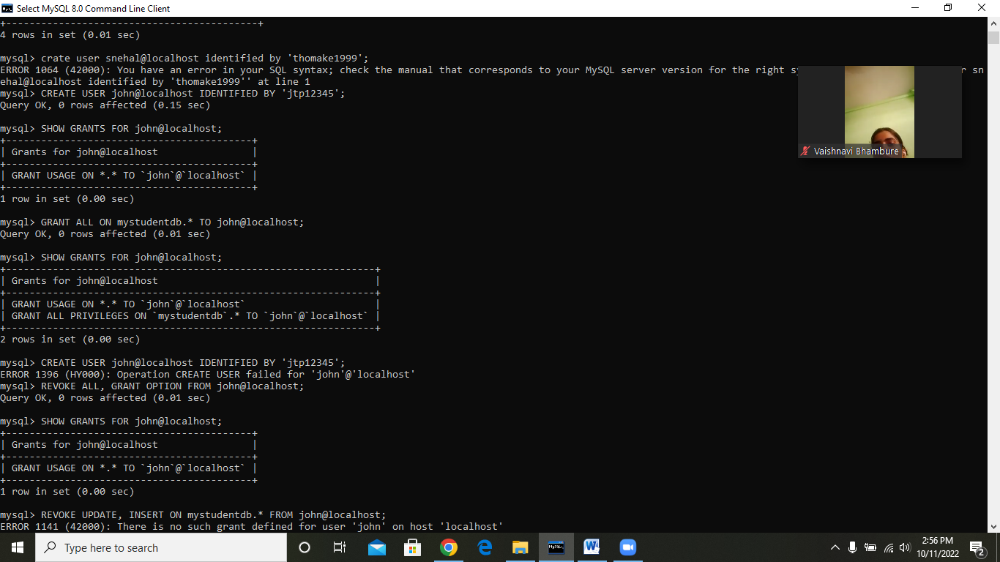 Select MySQL 8.0 Command Line Client
+-------------------------------------------+
4 rows in set (0.01 sec)
mysql> crate user snehal@localhost identified by 'thomake1999';
ERROR 1064 (42000): You have an error in your SQL syntax; check the manual that corresponds to your MySQL server version for the right sn
ehal@localhost identified by 'thomake1999'' at line 1
mysql> CREATE USER john@localhost IDENTIFIED BY 'jtp12345';
Query OK, 0 rows affected (0.15 sec)
mysql> SHOW GRANTS FOR john@localhost;
+------------------------------------------+
| Grants for john@localhost                |
+------------------------------------------+
| GRANT USAGE ON *.* TO `john`@`localhost` |
+------------------------------------------+
1 row in set (0.00 sec)
mysql> GRANT ALL ON mystudentdb.* TO john@localhost;
Query OK, 0 rows affected (0.01 sec)
mysql> SHOW GRANTS FOR john@localhost;
+---------------------------------------------------------------+
| Grants for john@localhost                                     |
+---------------------------------------------------------------+
| GRANT USAGE ON *.* TO `john`@`localhost`                      |
| GRANT ALL PRIVILEGES ON `mystudentdb`.* TO `john`@`localhost` |
+---------------------------------------------------------------+
2 rows in set (0.00 sec)
mysql> CREATE USER john@localhost IDENTIFIED BY 'jtp12345';
ERROR 1396 (HY000): Operation CREATE USER failed for 'john'@'localhost'
mysql> REVOKE ALL, GRANT OPTION FROM john@localhost;
Query OK, 0 rows affected (0.01 sec)
mysql> SHOW GRANTS FOR john@localhost;
+------------------------------------------+
| Grants for john@localhost                |
+------------------------------------------+
| GRANT USAGE ON *.* TO `john`@`localhost` |
+------------------------------------------+
1 row in set (0.00 sec)
mysql> REVOKE UPDATE, INSERT ON mystudentdb.* FROM john@localhost;
ERROR 1141 (42000): There is no such grant defined for user 'john' on host 'localhost'
Vaishnavi Bhambure
Type here to search
2:56 PM
10/11/2022
2